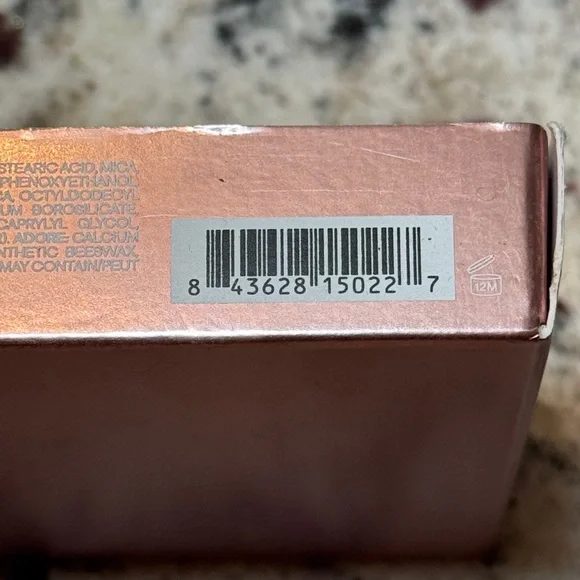 STEARIC ACID, MICA
PHENOXYETHANOL,
OCTYLDODECYL
BOROSILICATE,
CAPRYLYL GLYCOL,
ADORE: CALCIUM
BEESWAX,
MAY CONTAIN/PEUT
8 43628 15022 7
12M